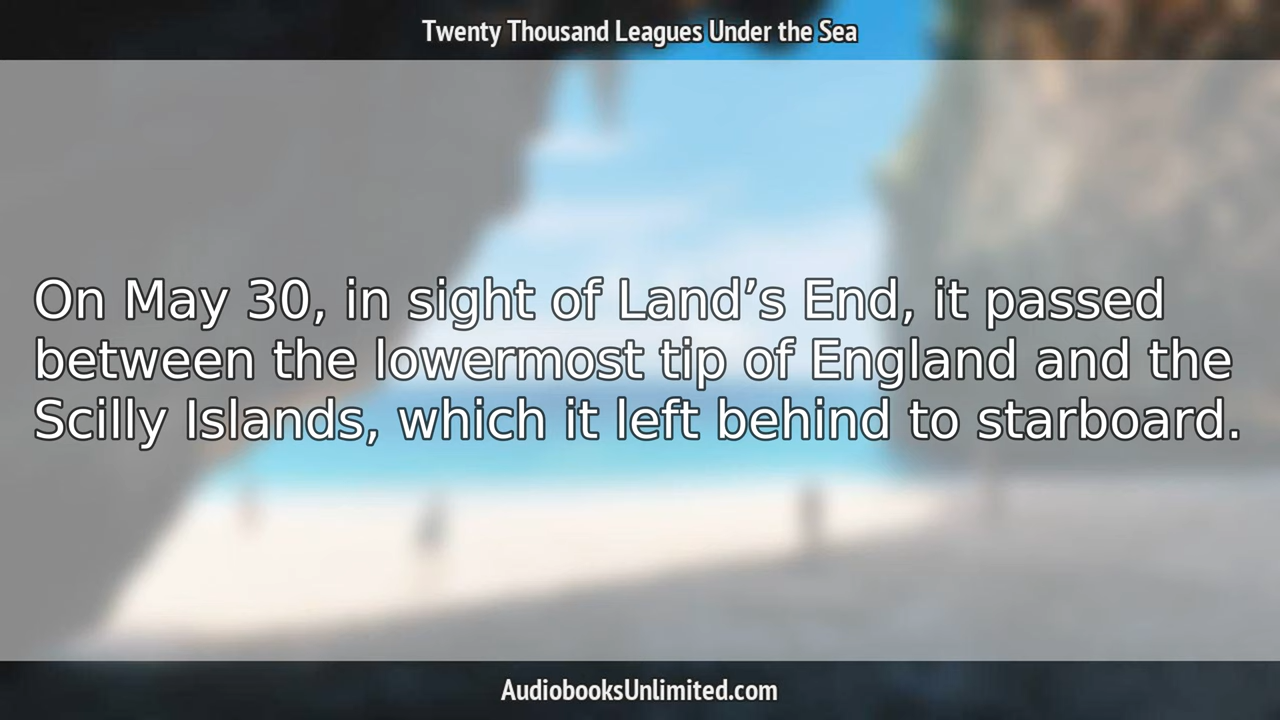 Twenty Thousand Leagues Under the Sea
On May 30, in sight of Land’s End, it passed
between the lowermost tip of England and the
Scilly Islands, which it left behind to starboard.
AudiobooksUnlimited.com